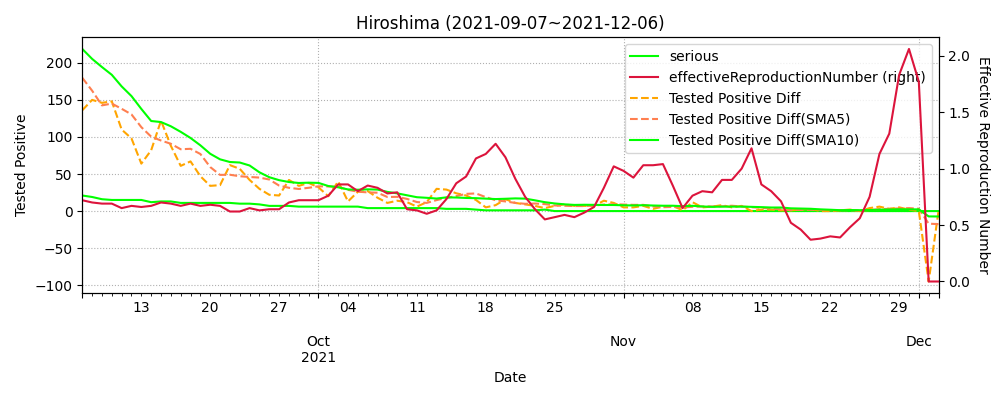 Hiroshima (2021-09-07~2021-12-06)
serious
effectiveReproductionNumber (right)
Tested Positive Diff
Tested Positive Diff(SMA5)
Tested Positive Diff(SMA10)
Tested Positive
200
150
100
50
0
−50
−100
2.0
1.5
1.0
0.5
0.0
Effective Reproduction Number
13 20 27 04 11 18 25 08 15 22 29
Oct Nov Dec
2021
Date